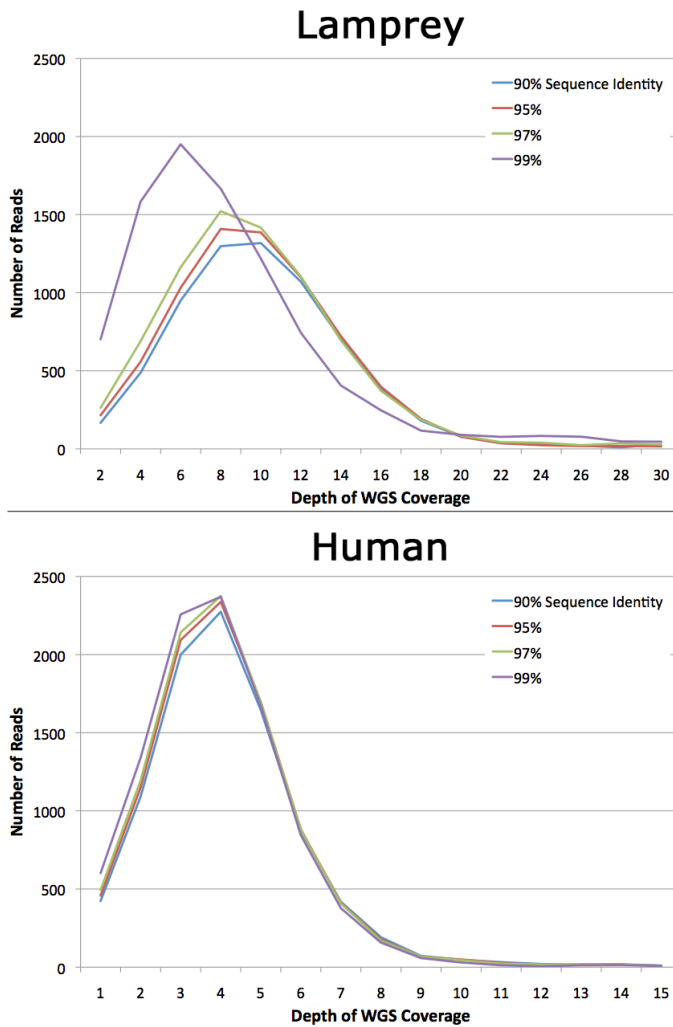 Lamprey
2500
2000
1500
1000
500
0
Number of Reads
90% Sequence Identity
95%
97%
99%
2 4 6 8 10 12 14 16 18 20 22 24 26 28 30
Depth of WGS Coverage
Human
2500
2000
1500
1000
500
0
Number of Reads
90% Sequence Identity
95%
97%
99%
1 2 3 4 5 6 7 8 9 10 11 12 13 14 15
Depth of WGS Coverage